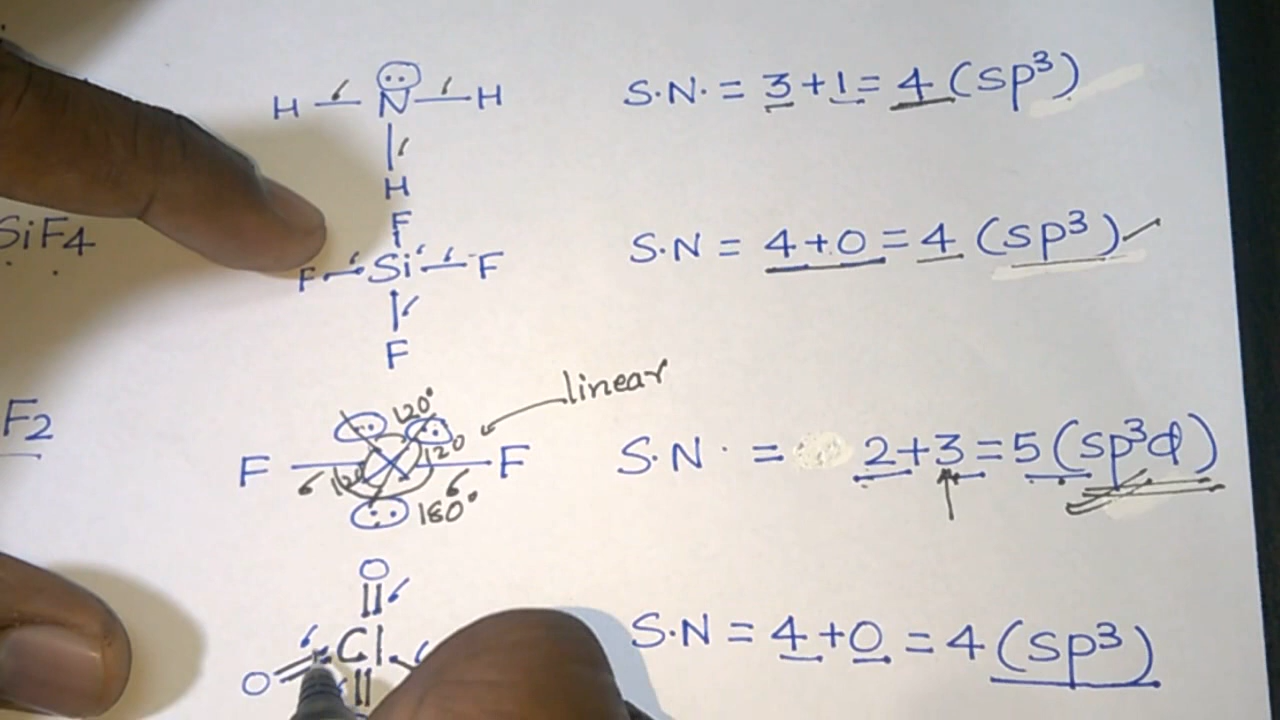 H — N — H S.N. = 3+1 = 4 (sp³)
H
F
SiF4 F — Si — F S.N = 4+0 = 4 (sp³)
F
linear
120°
F2 F — — F S.N. = 2+3 = 5 (sp³d)
120
120
180°
O
Cl S.N = 4+0 = 4 (sp³)
O